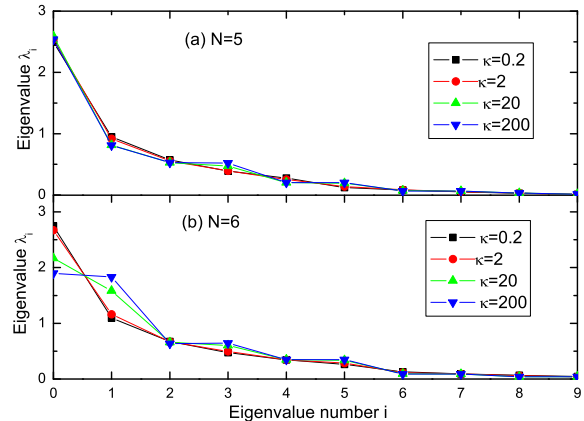 3
(a) N=5
κ=0.2
κ=2
κ=20
κ=200
2
1
0
Eigenvalue λi
3
(b) N=6
κ=0.2
κ=2
κ=20
κ=200
2
1
0
Eigenvalue λi
0 1 2 3 4 5 6 7 8 9
Eigenvalue number i